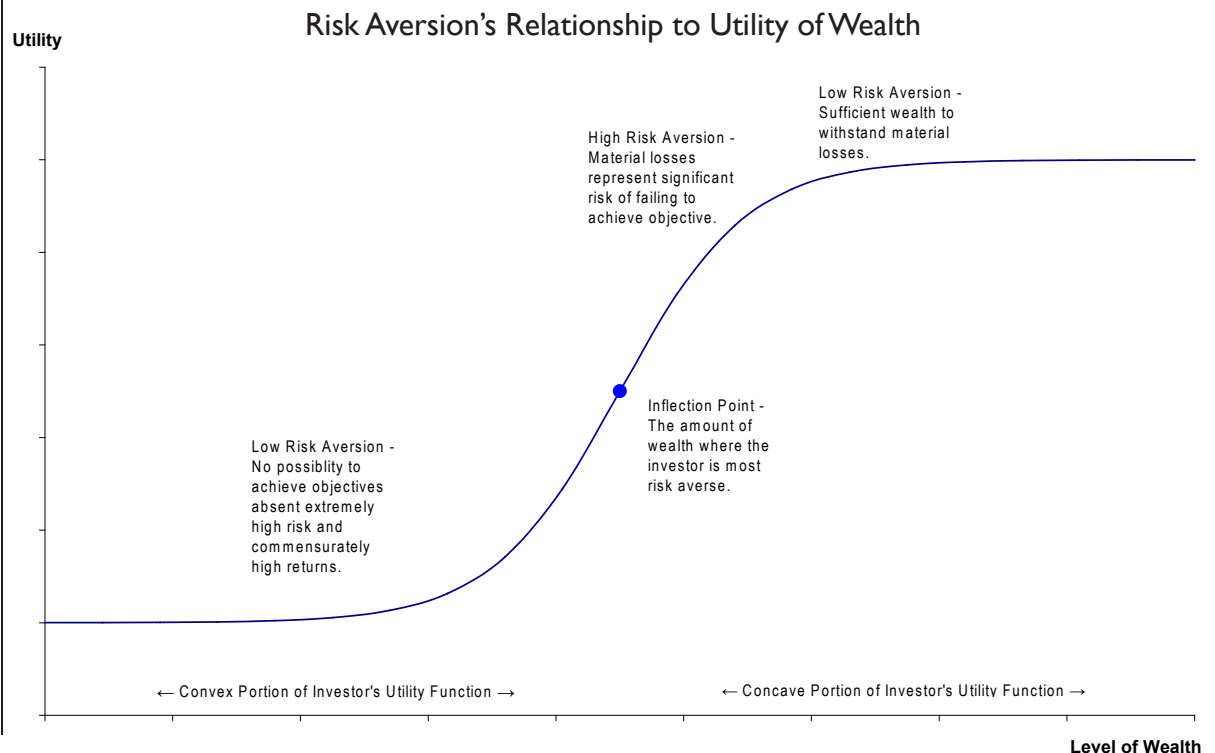 Risk Aversion's Relationship to Utility of Wealth
Utility
Low Risk Aversion -
Sufficient wealth to
withstand material
losses.
High Risk Aversion -
Material losses
represent significant
risk of failing to
achieve objective.
Inflection Point -
The amount of
wealth where the
investor is most
risk averse.
Low Risk Aversion -
No possiblity to
achieve objectives
absent extremely
high risk and
commensurately
high returns.
← Convex Portion of Investor's Utility Function →
← Concave Portion of Investor's Utility Function →
Level of Wealth